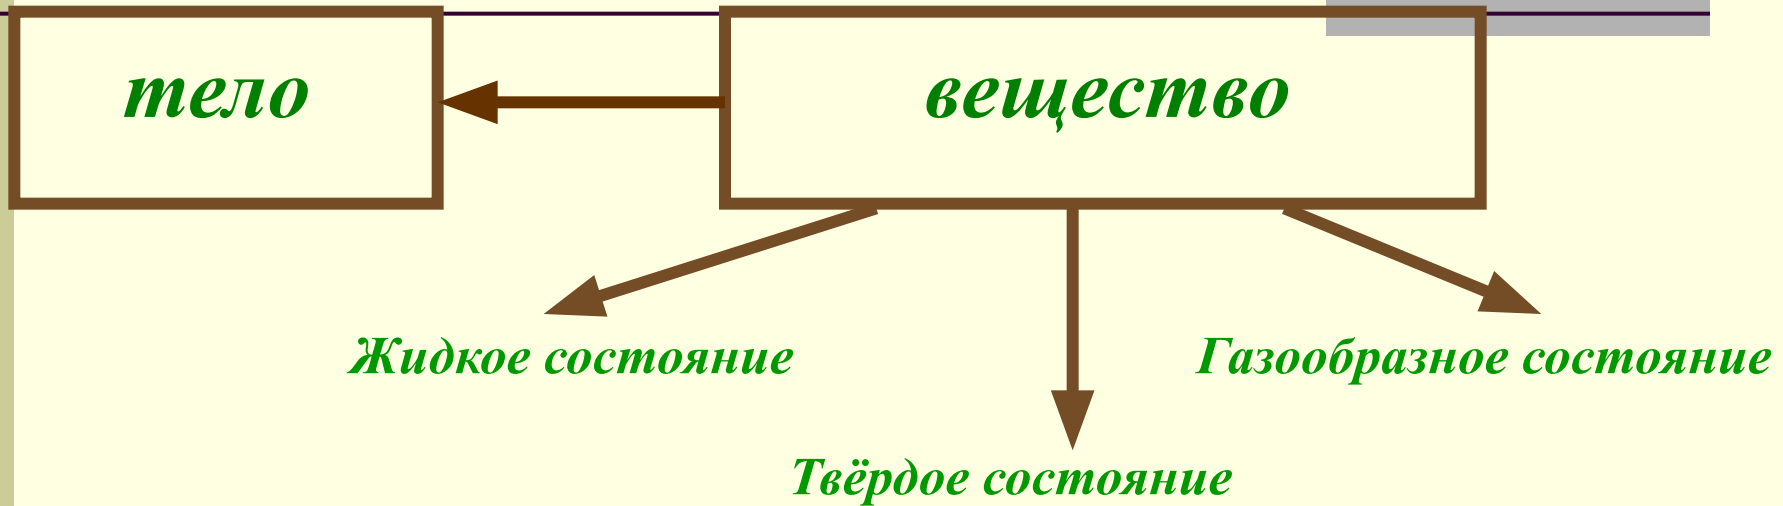 тело
вещество
Жидкое состояние
Газообразное состояние
Твёрдое состояние